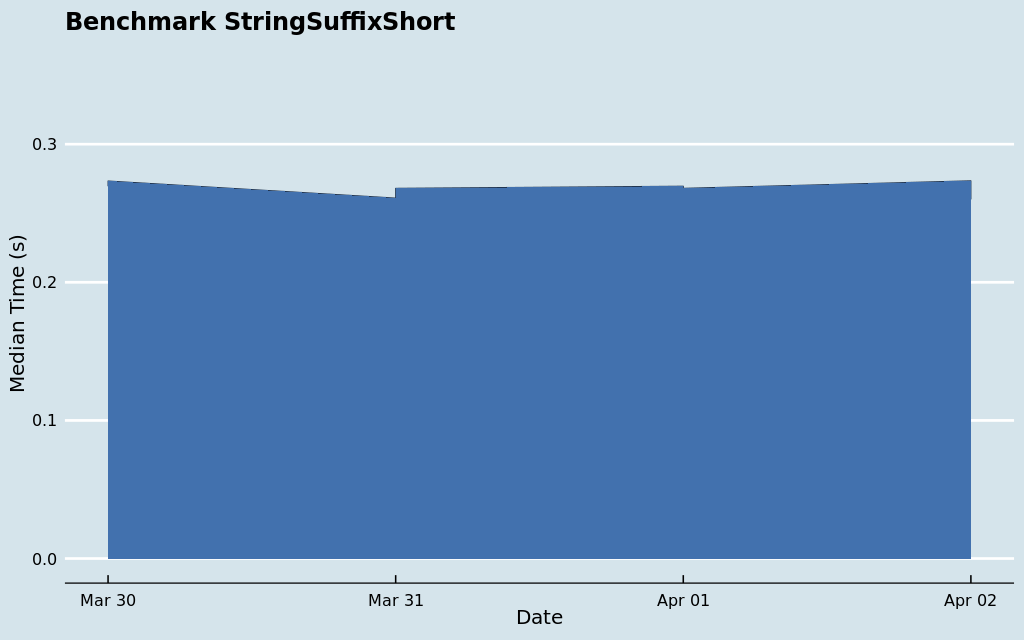 Benchmark StringSuffixShort
0.3
0.2
0.1
0.0
Median Time (s)
Mar 30
Mar 31
Apr 01
Apr 02
Date